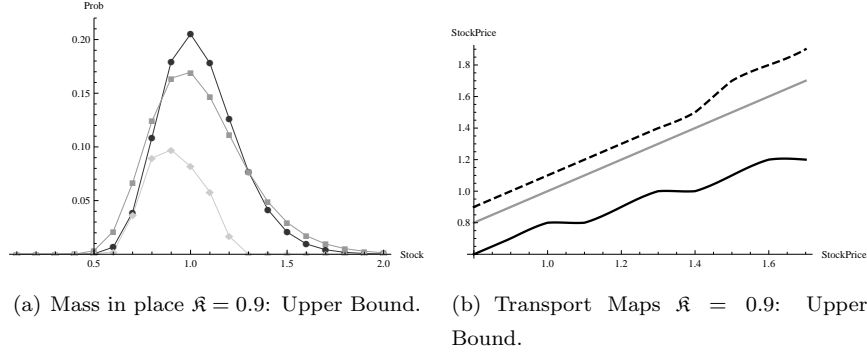 Prob
0.20
0.15
0.10
0.05
0.5 1.0 1.5 2.0
Stock
StockPrice
1.8
1.6
1.4
1.2
1.0
0.8
1.0 1.2 1.4 1.6
StockPrice
(a) Mass in place 𝔎 = 0.9: Upper Bound.
(b) Transport Maps 𝔎 = 0.9: Upper
Bound.